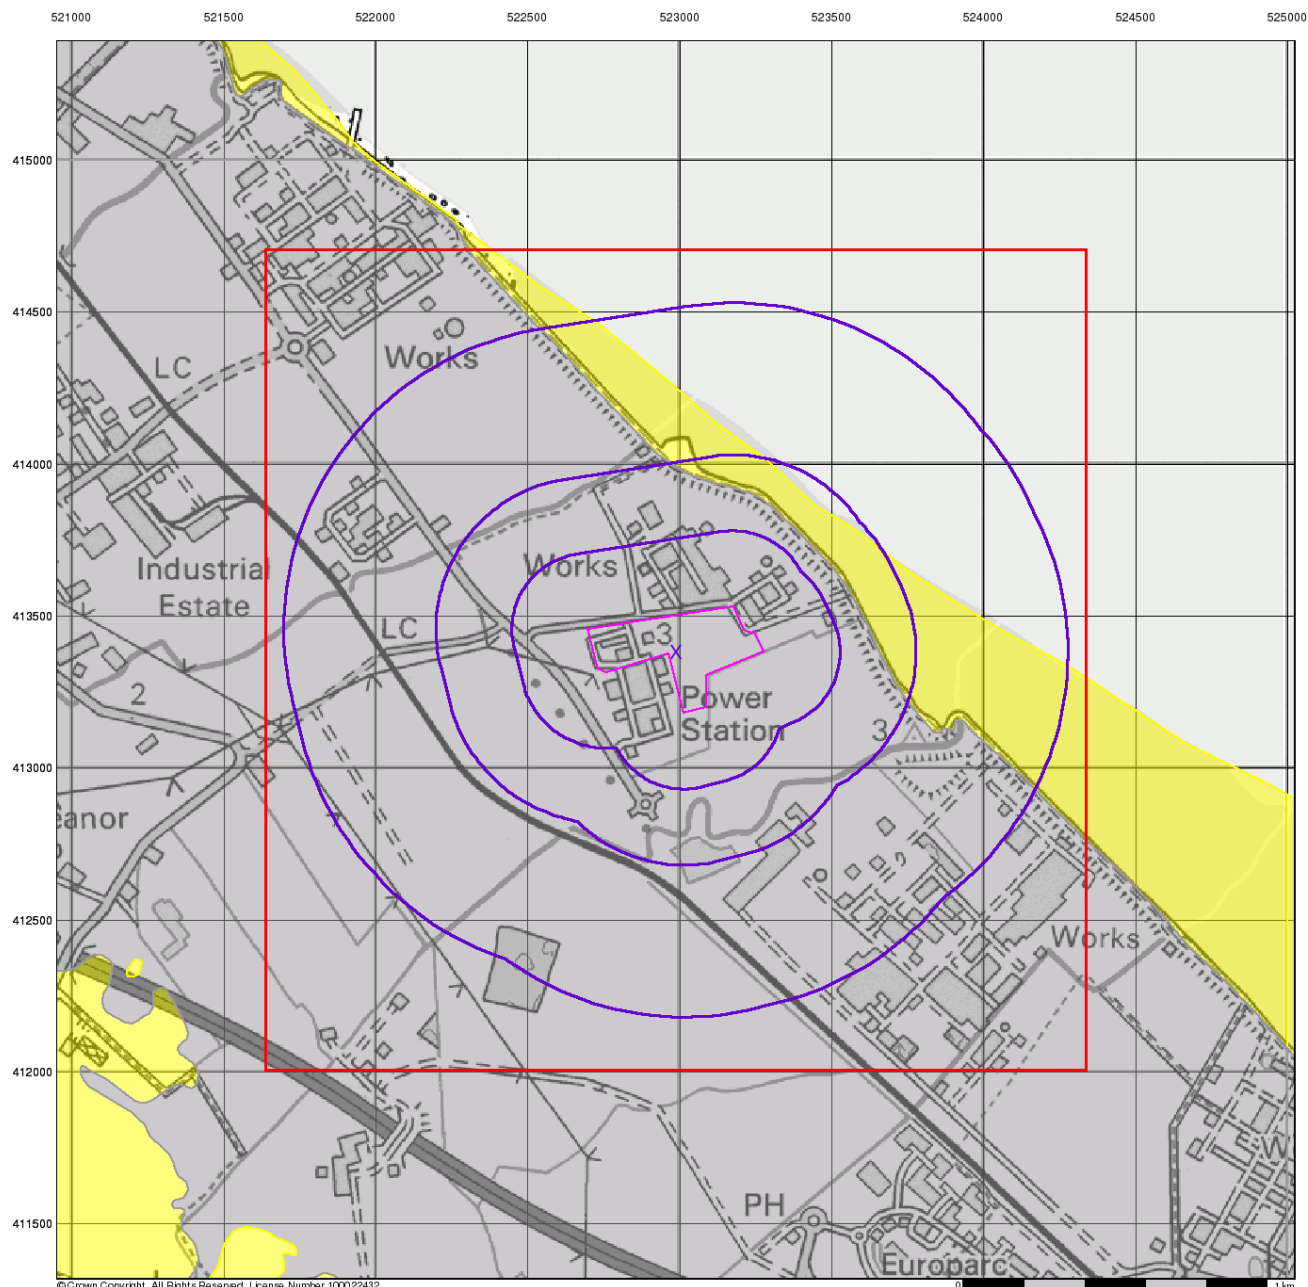 521000 521500 522000 522500 523000 523500 524000 524500 525000
415000
414500
LC
Works
414000
Industrial
Estate
Works
413500
LC
3
2
Power
Station
3
413000
eanor
412500
Works
412000
W
PH
411500
Europarc
© Crown Copyright. All Rights Reserved. License Number 100022432
0 1 km